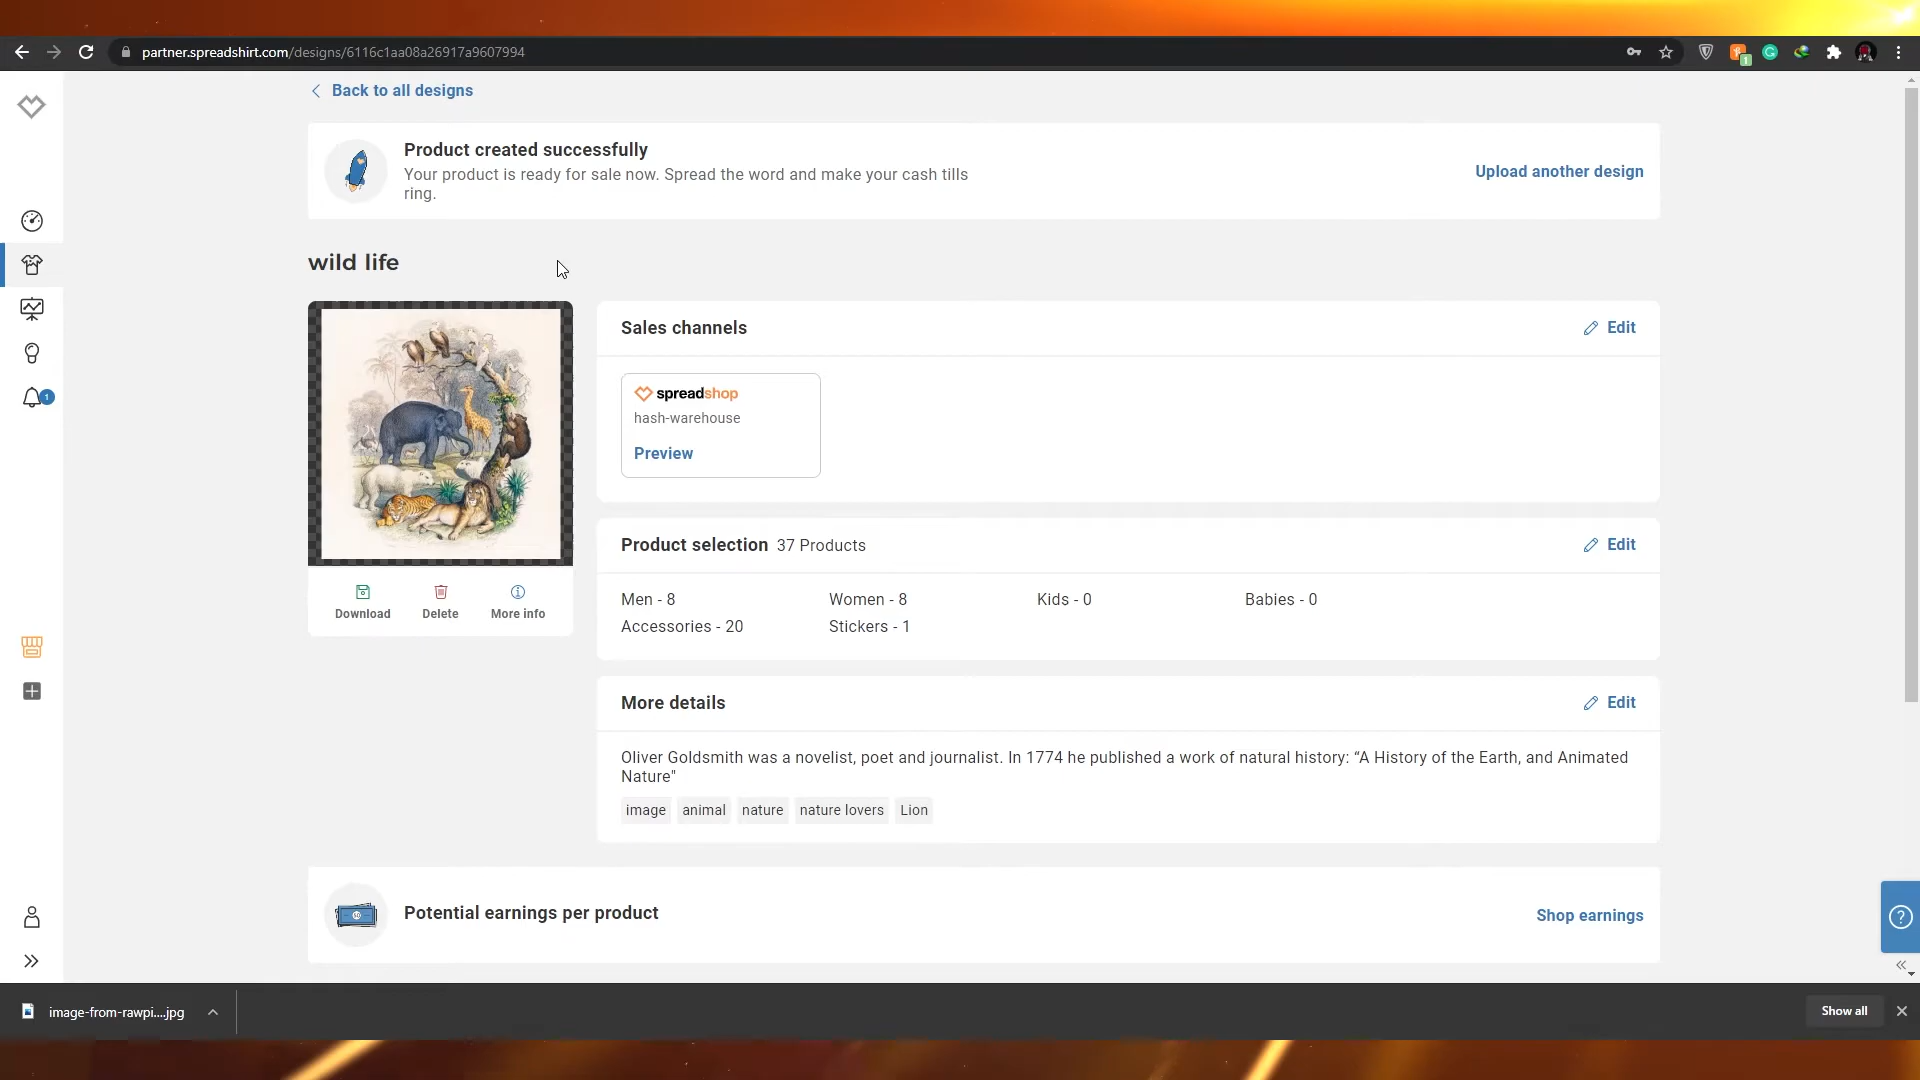 partner.spreadshirt.com/designs/6116c1aa08a26917a9607994
1
Back to all designs
Product created successfully
Your product is ready for sale now. Spread the word and make your cash tills
ring.
Upload another design
1
wild life
Sales channels
Edit
spreadshop
hash-warehouse
Preview
Product selection 37 Products
Edit
Men - 8
Women - 8
Kids - 0
Babies - 0
Accessories - 20
Stickers - 1
Download
Delete
More info
More details
Edit
Oliver Goldsmith was a novelist, poet and journalist. In 1774 he published a work of natural history: “A History of the Earth, and Animated
Nature"
image
animal
nature
nature lovers
Lion
Potential earnings per product
Shop earnings
image-from-rawpi....jpg
Show all